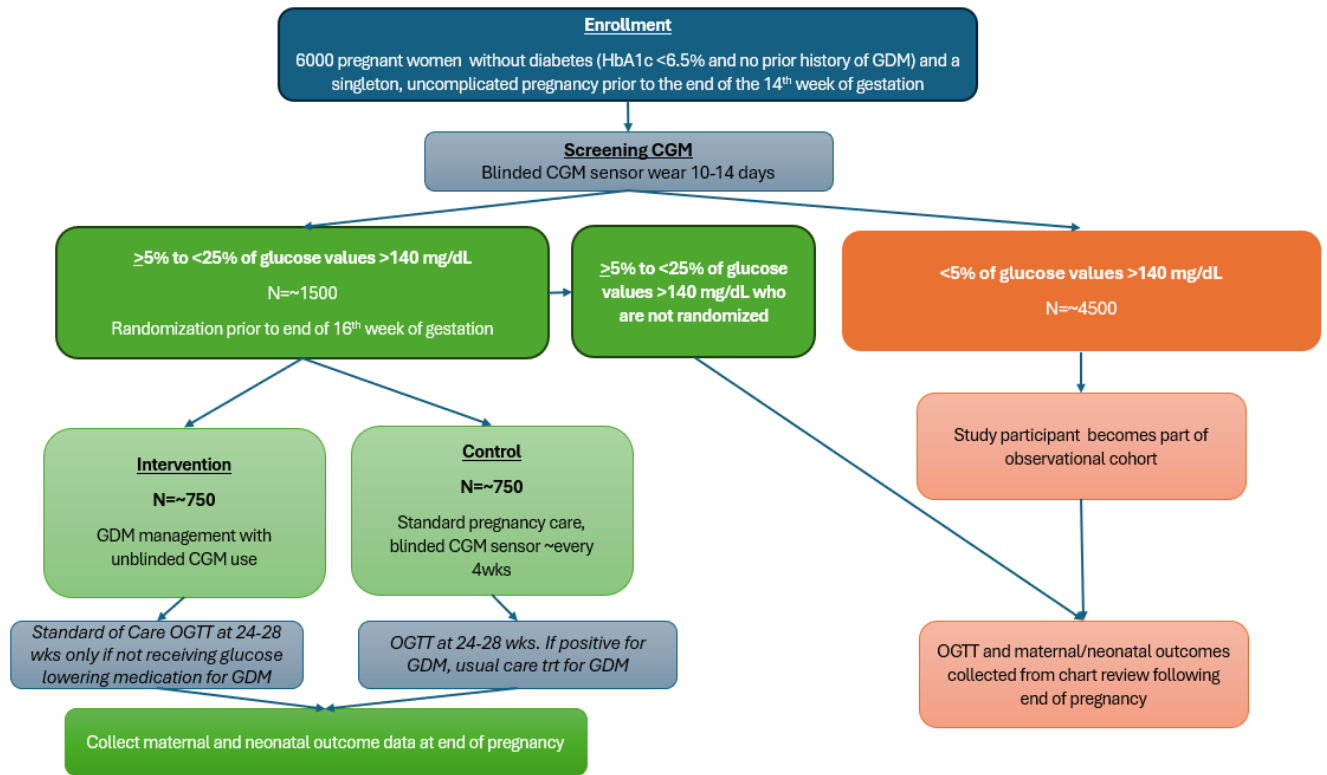 Enrollment
6000 pregnant women without diabetes (HbA1c <6.5% and no prior history of GDM) and a
singleton, uncomplicated pregnancy prior to the end of the 14th week of gestation
Screening CGM
Blinded CGM sensor wear 10-14 days
≥5% to <25% of glucose values >140 mg/dL
N=~1500
Randomization prior to end of 16th week of gestation
≥5% to <25% of glucose
values >140 mg/dL who
are not randomized
<5% of glucose values >140 mg/dL
N=~4500
Intervention
N=~750
GDM management with
unblinded CGM use
Control
N=~750
Standard pregnancy care,
blinded CGM sensor ~every
4wks
Study participant becomes part of
observational cohort
Standard of Care OGTT at 24-28
wks only if not receiving glucose
lowering medication for GDM
OGTT at 24-28 wks. If positive for
GDM, usual care trt for GDM
OGTT and maternal/neonatal outcomes
collected from chart review following
end of pregnancy
Collect maternal and neonatal outcome data at end of pregnancy